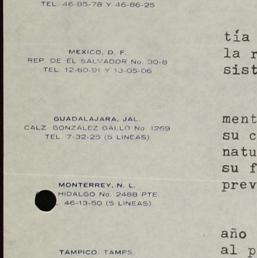 TEL. 46-85-78 Y 46-86-25
MEXICO, D. F.
REP. DE EL SALVADOR No. 30-8
TEL. 12-60-91 Y 13-05-06
GUADALAJARA, JAL.
CALZ. GONZALEZ GALLO No. 1269
TEL. 7-32-25 (5 LINEAS)
MONTERREY, N. L.
HIDALGO No. 2488 PTE.
46-13-50 (5 LINEAS)
TAMPICO, TAMPS.
tía
la r
sist
ment
su c
natu
su f
prev
año
al p